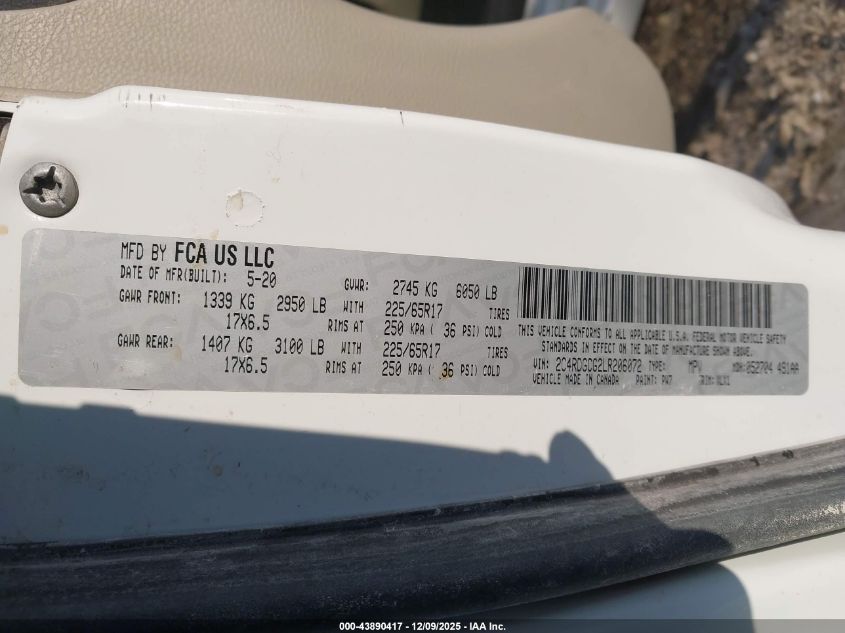 MFD BY FCA US LLC
DATE OF MFR(BUILT): 5-20 GVWR: 2745 KG 6050 LB
GAWR FRONT: 1339 KG 2950 LB WITH 225/65R17 TIRES
17X6.5 RIMS AT 250 KPA ( 36 PSI) COLD
GAWR REAR: 1407 KG 3100 LB WITH 225/65R17 TIRES
17X6.5 RIMS AT 250 KPA ( 36 PSI) COLD
THIS VEHICLE CONFORMS TO ALL APPLICABLE U.S.A. FEDERAL MOTOR VEHICLE SAFETY
STANDARDS IN EFFECT ON THE DATE OF MANUFACTURE SHOWN ABOVE.
VIN: 2C4RDGCG2LR206072 TYPE: MPV MDH: 052704 491AA
VEHICLE MADE IN CANADA PAINT: PW7 TRIM:
000-43890417 - 12/09/2025 - IAA Inc.